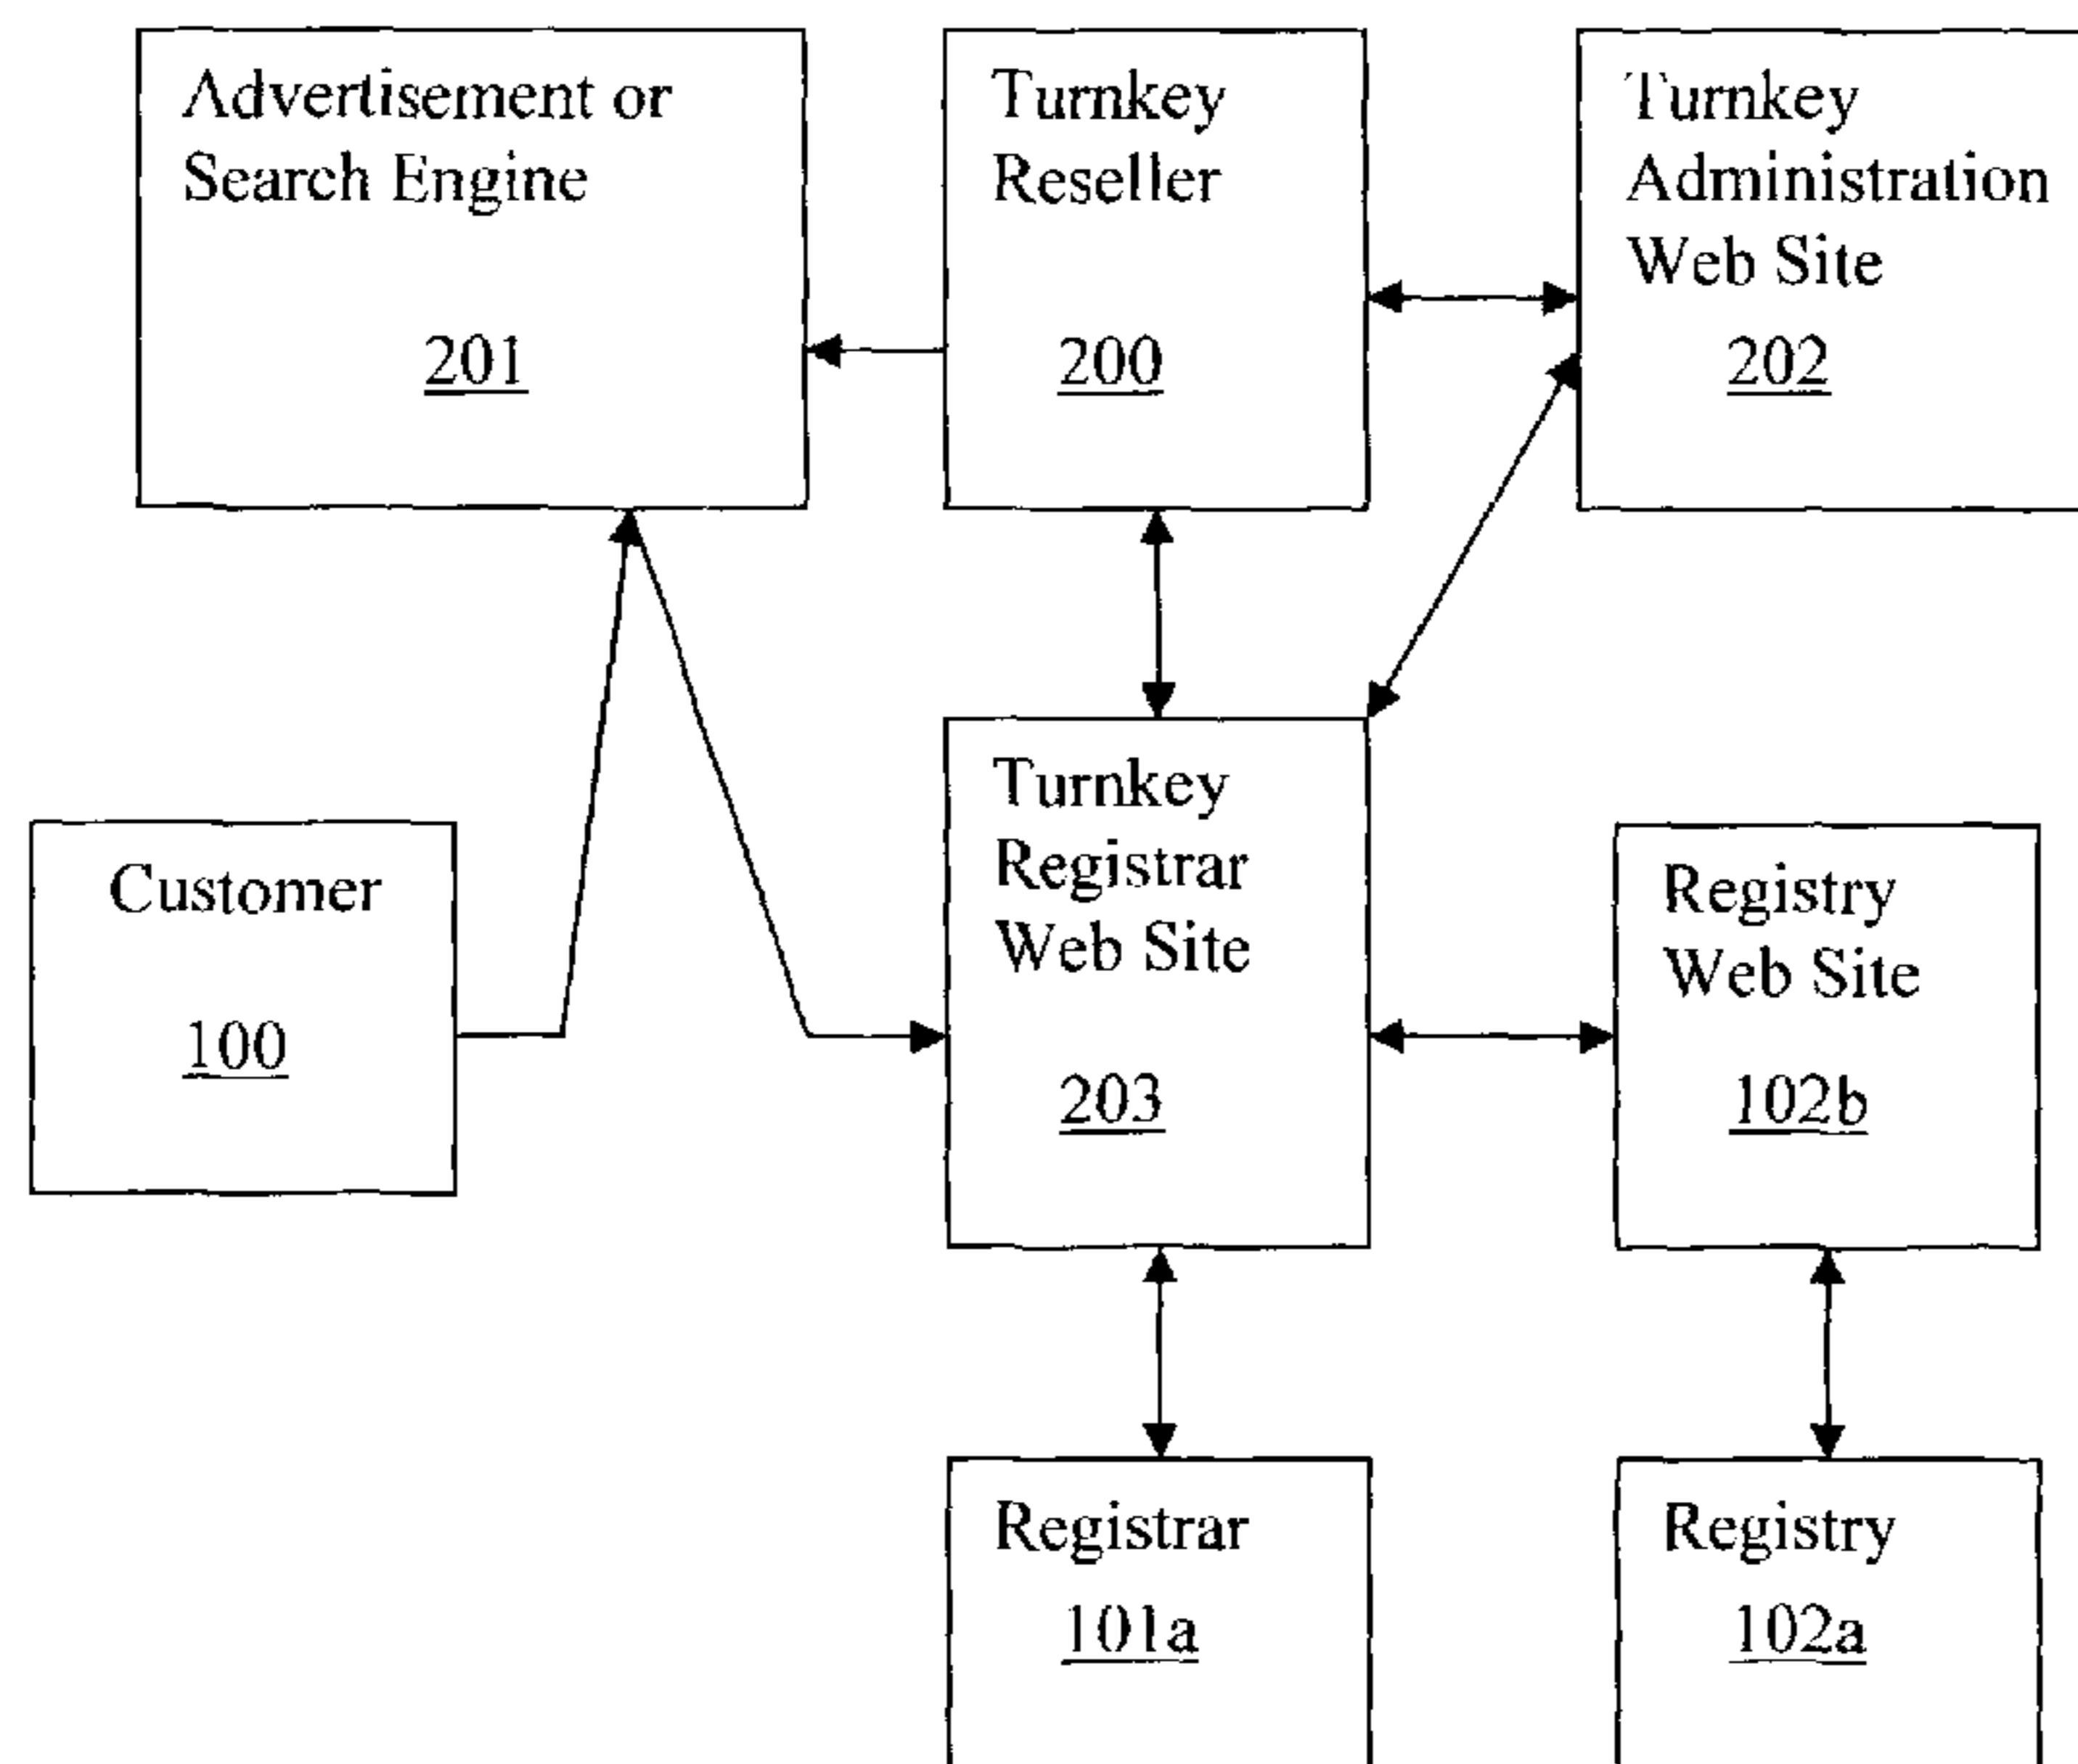 Advertisement or
Search Engine
201
Turnkey
Reseller
200
Turnkey
Administration
Web Site
202
Customer
100
Turnkey
Registrar
Web Site
203
Registry
Web Site
102b
Registrar
101a
Registry
102a